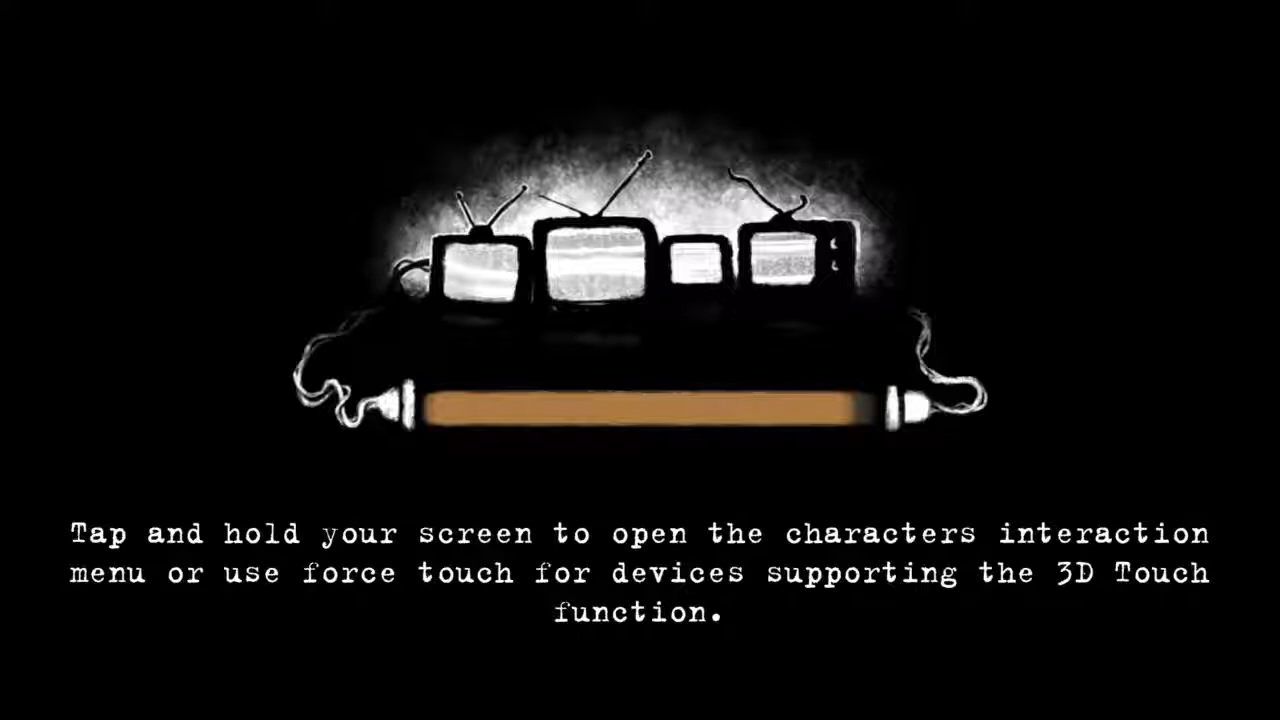 Tap and hold your screen to open the characters interaction
menu or use force touch for devices supporting the 3D Touch
function.